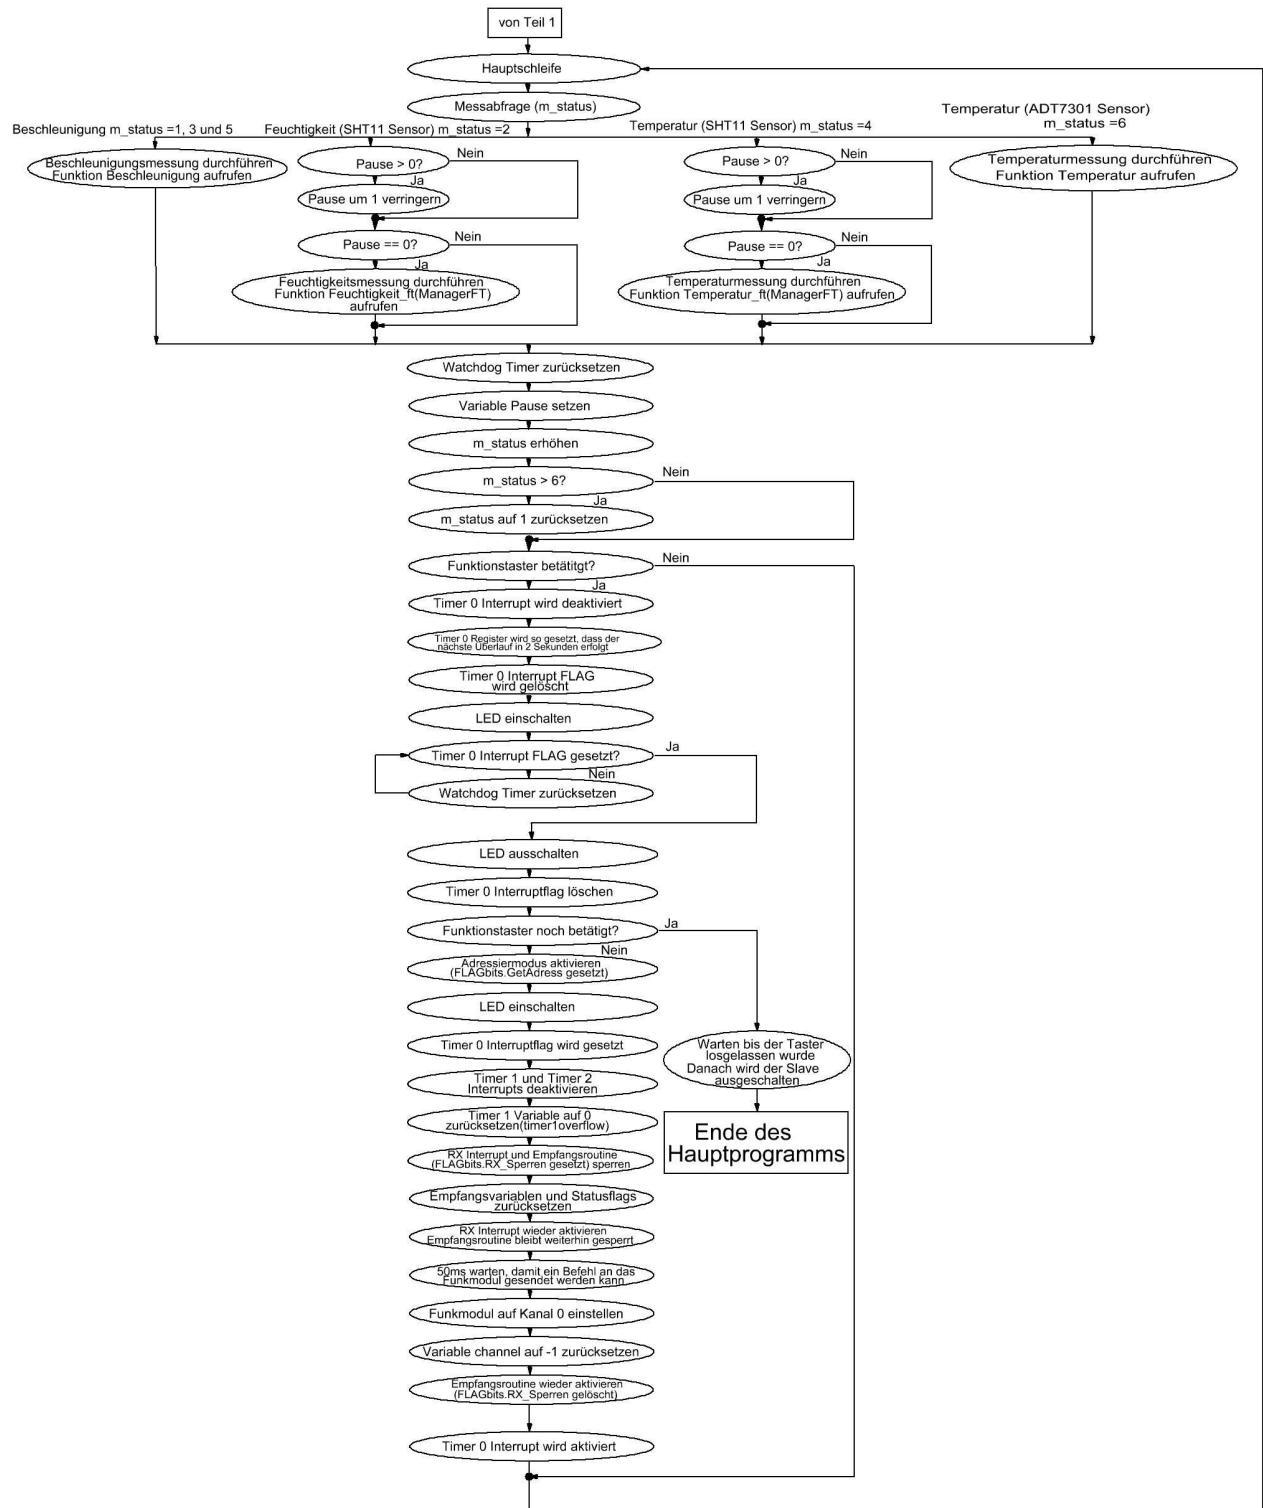 von Teil 1
Hauptschleife
Messabfrage (m_status)
Beschleunigung m_status =1, 3 und 5
Feuchtigkeit (SHT11 Sensor) m_status =2
Temperatur (SHT11 Sensor) m_status =4
Temperatur (ADT7301 Sensor)
m_status =6
Beschleunigungsmessung durchführen
Funktion Beschleunigung aufrufen
Pause > 0?
Nein
Ja
Pause um 1 verringern
Pause == 0?
Nein
Ja
Feuchtigkeitsmessung durchführen
Funktion Feuchtigkeit_ft(ManagerFT)
aufrufen
Pause > 0?
Nein
Ja
Pause um 1 verringern
Pause == 0?
Nein
Ja
Temperaturmessung durchführen
Funktion Temperatur_ft(ManagerFT) aufrufen
Temperaturmessung durchführen
Funktion Temperatur aufrufen
Watchdog Timer zurücksetzen
Variable Pause setzen
m_status erhöhen
m_status > 6?
Nein
Ja
m_status auf 1 zurücksetzen
Funktionstaster betätitgt?
Nein
Ja
Timer 0 Interrupt wird deaktiviert
Timer 0 Register wird so gesetzt, dass der
nächste Überlauf in 2 Sekunden erfolgt
Timer 0 Interrupt FLAG
wird gelöscht
LED einschalten
Timer 0 Interrupt FLAG gesetzt?
Ja
Nein
Watchdog Timer zurücksetzen
LED ausschalten
Timer 0 Interruptflag löschen
Funktionstaster noch betätigt?
Ja
Nein
Adressiermodus aktivieren
(FLAGbits.GetAdress gesetzt)
LED einschalten
Timer 0 Interruptflag wird gesetzt
Timer 1 und Timer 2
Interrupts deaktivieren
Timer 1 Variable auf 0
zurücksetzen(timer1overflow)
RX Interrupt und Empfangsroutine
(FLAGbits.RX_Sperren gesetzt) sperren
Empfangsvariablen und Statusflags
zurücksetzen
RX Interrupt wieder aktivieren
Empfangsroutine bleibt weiterhin gesperrt
50ms warten, damit ein Befehl an das
Funkmodul gesendet werden kann
Funkmodul auf Kanal 0 einstellen
Variable channel auf -1 zurücksetzen
Empfangsroutine wieder aktivieren
(FLAGbits.RX_Sperren gelöscht)
Timer 0 Interrupt wird aktiviert
Warten bis der Taster
losgelassen wurde
Danach wird der Slave
ausgeschalten
Ende des
Hauptprogramms